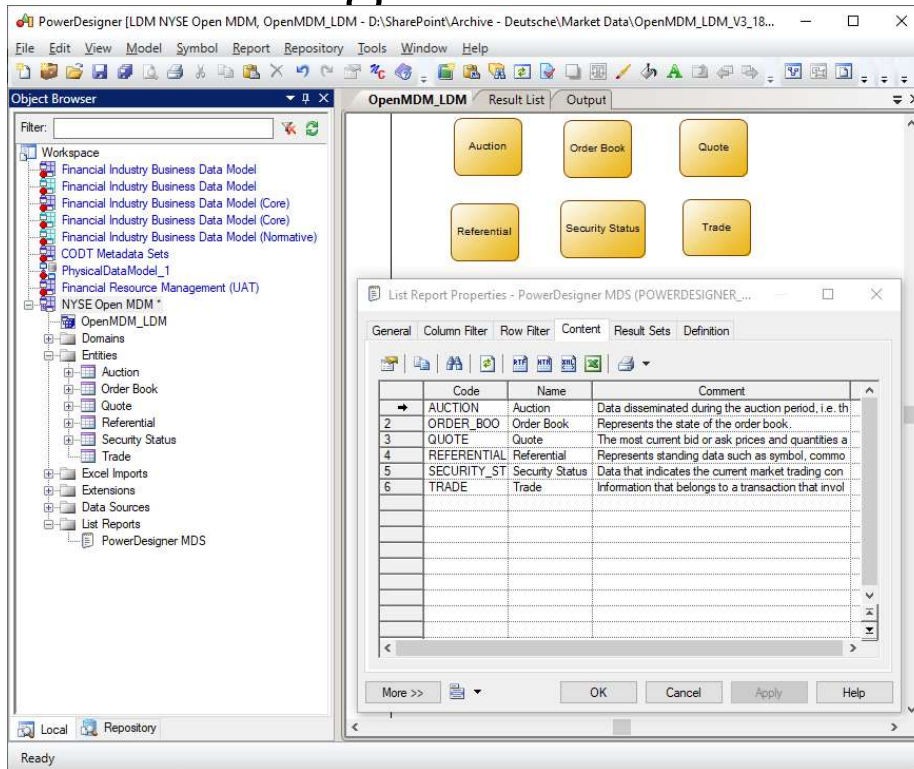 PowerDesigner [LDM NYSE Open MDM, OpenMDM_LDM - D:\SharePoint\Archive - Deutsche\Market Data\OpenMDM_LDM_V3_18...
File Edit View Model Symbol Report Repository Tools Window Help
Object Browser
Filter:
Workspace
Financial Industry Business Data Model
Financial Industry Business Data Model
Financial Industry Business Data Model (Core)
Financial Industry Business Data Model (Core)
Financial Industry Business Data Model (Normative)
CODT Metadata Sets
PhysicalDataModel_1
Financial Resource Management (UAT)
NYSE Open MDM *
OpenMDM_LDM
Domains
Entities
Auction
Order Book
Quote
Referential
Security Status
Trade
Excel Imports
Extensions
Data Sources
List Reports
PowerDesigner MDS
Local Repository
OpenMDM_LDM Result List Output
Auction Order Book Quote
Referential Security Status Trade
List Report Properties - PowerDesigner MDS (POWERDESIGNER_...
General Column Filter Row Filter Content Result Sets Definition
Code Name Comment
AUCTION Auction Data disseminated during the auction period, i.e. th
2 ORDER_BOO Order Book Represents the state of the order book.
3 QUOTE Quote The most current bid or ask prices and quantities a
4 REFERENTIAL Referential Represents standing data such as symbol, commo
5 SECURITY_ST Security Status Data that indicates the current market trading con
6 TRADE Trade Information that belongs to a transaction that invol
More >> OK Cancel Apply Help
Ready